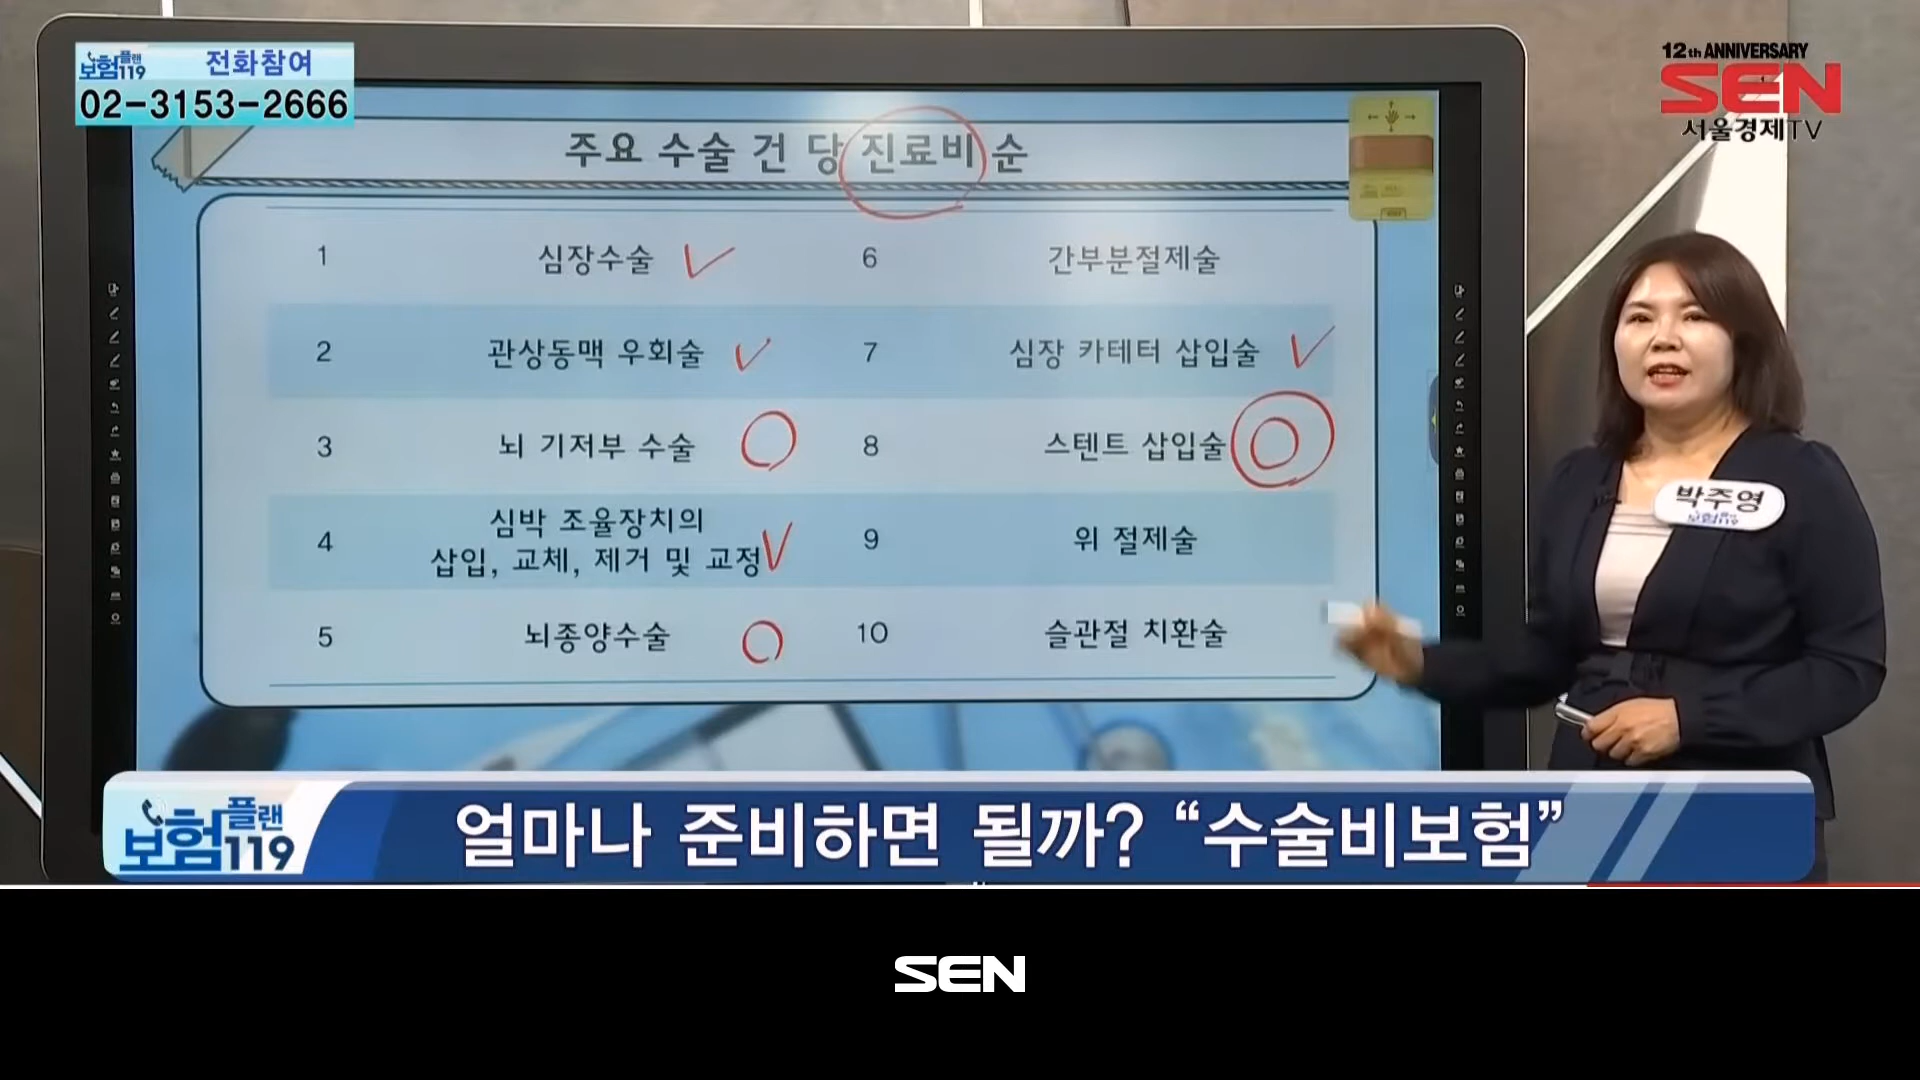 보험플랜119 전화참여
02-3153-2666
12th ANNIVERSARY
SEN
서울경제TV
주요 수술 건 당 진료비 순
1 심장수술 6 간부분절제술
2 관상동맥 우회술 7 심장 카테터 삽입술
3 뇌 기저부 수술 8 스텐트 삽입술
4 심박 조율장치의
삽입, 교체, 제거 및 교정 9 위 절제술
5 뇌종양수술 10 슬관절 치환술
박주영
보험119
보험플랜119
얼마나 준비하면 될까? “수술비보험”
SEN